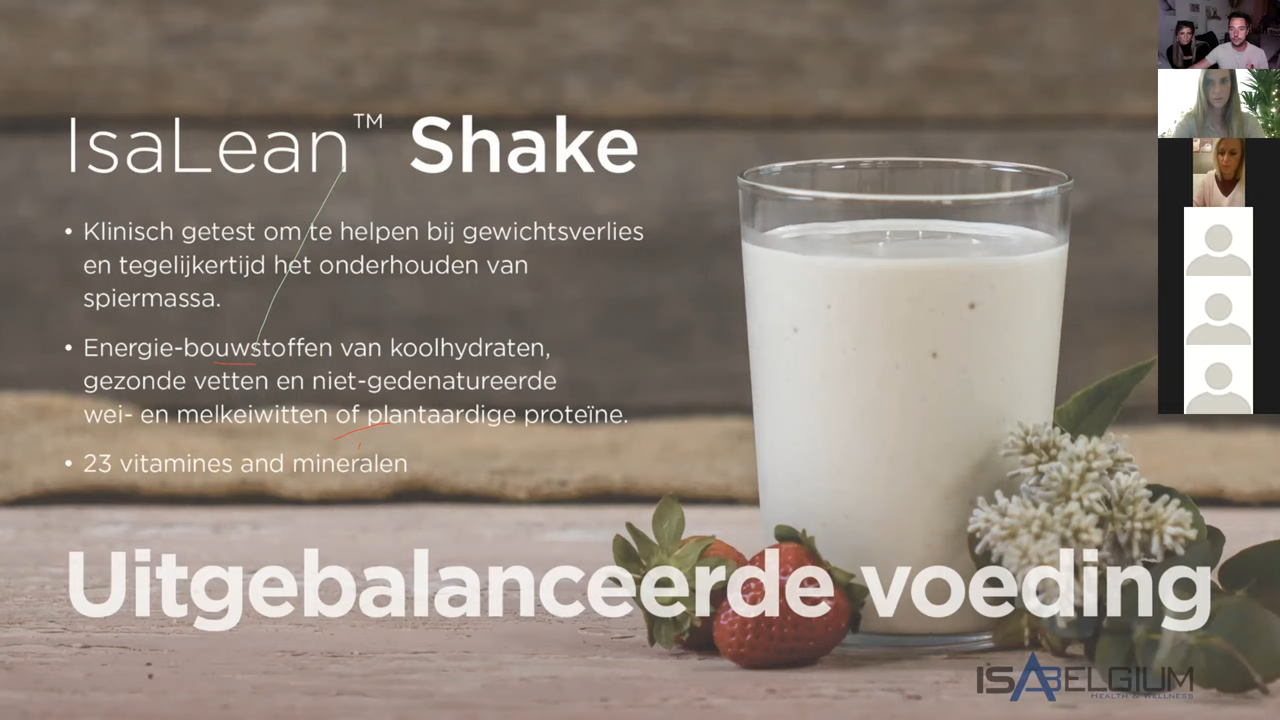 IsaLean™ Shake
• Klinisch getest om te helpen bij gewichtsverlies
en tegelijkertijd het onderhouden van
spiermassa.
• Energie-bouwstoffen van koolhydraten,
gezonde vetten en niet-gedenatureerde
wei- en melkeiwitten of plantaardige proteïne.
• 23 vitamines and mineralen
Uitgebalanceerde voeding
ISABELGIUM
HEALTH & WELLNESS